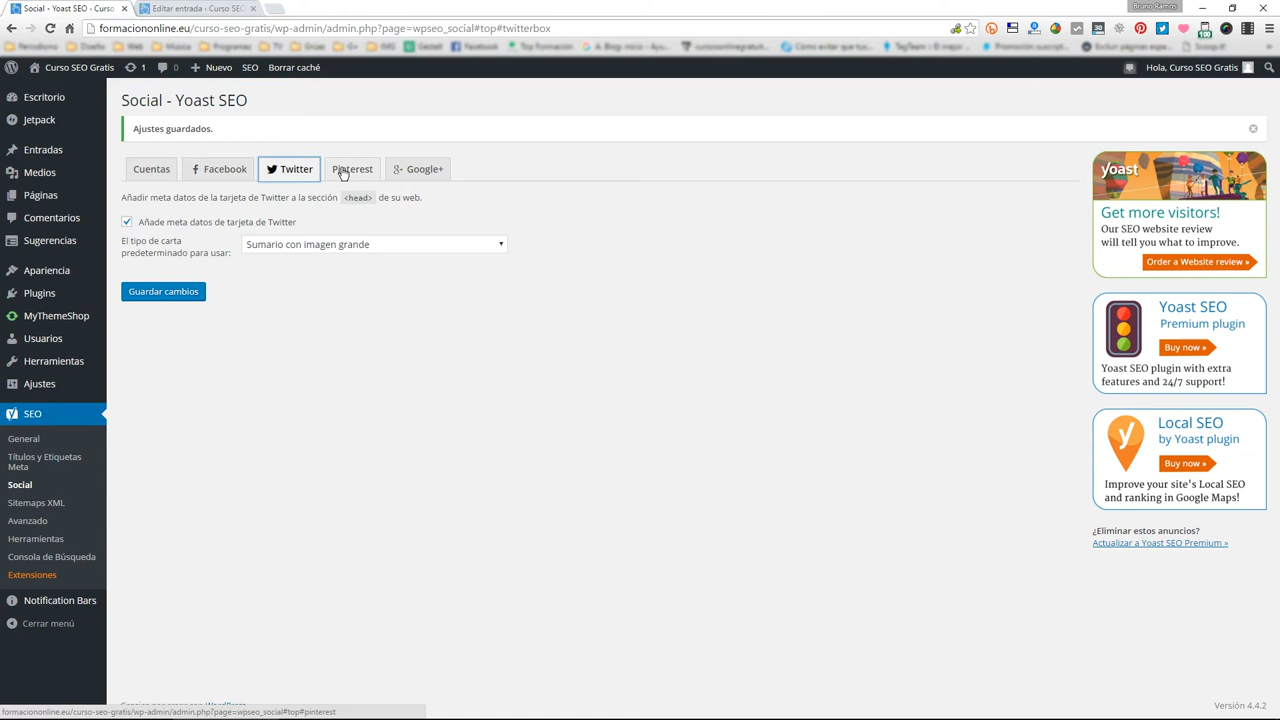 Social - Yoast SEO - Curso
Editar entrada ‹ Curso SEO
Bruno Ramos
formaciononline.eu/curso-seo-gratis/wp-admin/admin.php?page=wpseo_social#top#twitterbox
Facebook
Top formación
Scoop.it!
Curso SEO Gratis
1
0
Nuevo
SEO
Borrar caché
Hola, Curso SEO Gratis
Escritorio
Jetpack
Entradas
Medios
Páginas
Comentarios
Sugerencias
Apariencia
Plugins
MyThemeShop
Usuarios
Herramientas
Ajustes
SEO
General
Títulos y Etiquetas
Meta
Social
Sitemaps XML
Avanzado
Herramientas
Consola de Búsqueda
Extensiones
Notification Bars
Cerrar menú
Social - Yoast SEO
Ajustes guardados.
Cuentas
Facebook
Twitter
Pinterest
Google+
Añadir meta datos de la tarjeta de Twitter a la sección <head> de su web.
Añade meta datos de tarjeta de Twitter
El tipo de carta
predeterminado para usar:
Sumario con imagen grande
Guardar cambios
yoast
Get more visitors!
Our SEO website review
will tell you what to improve.
Order a Website review »
Yoast SEO
Premium plugin
Buy now »
Yoast SEO plugin with extra
features and 24/7 support!
Local SEO
by Yoast plugin
Buy now »
Improve your site's Local SEO
and ranking in Google Maps!
¿Eliminar estos anuncios?
Actualizar a Yoast SEO Premium »
Versión 4.4.2
formaciononline.eu/curso-seo-gratis/wp-admin/admin.php?page=wpseo_social#top#pinterest